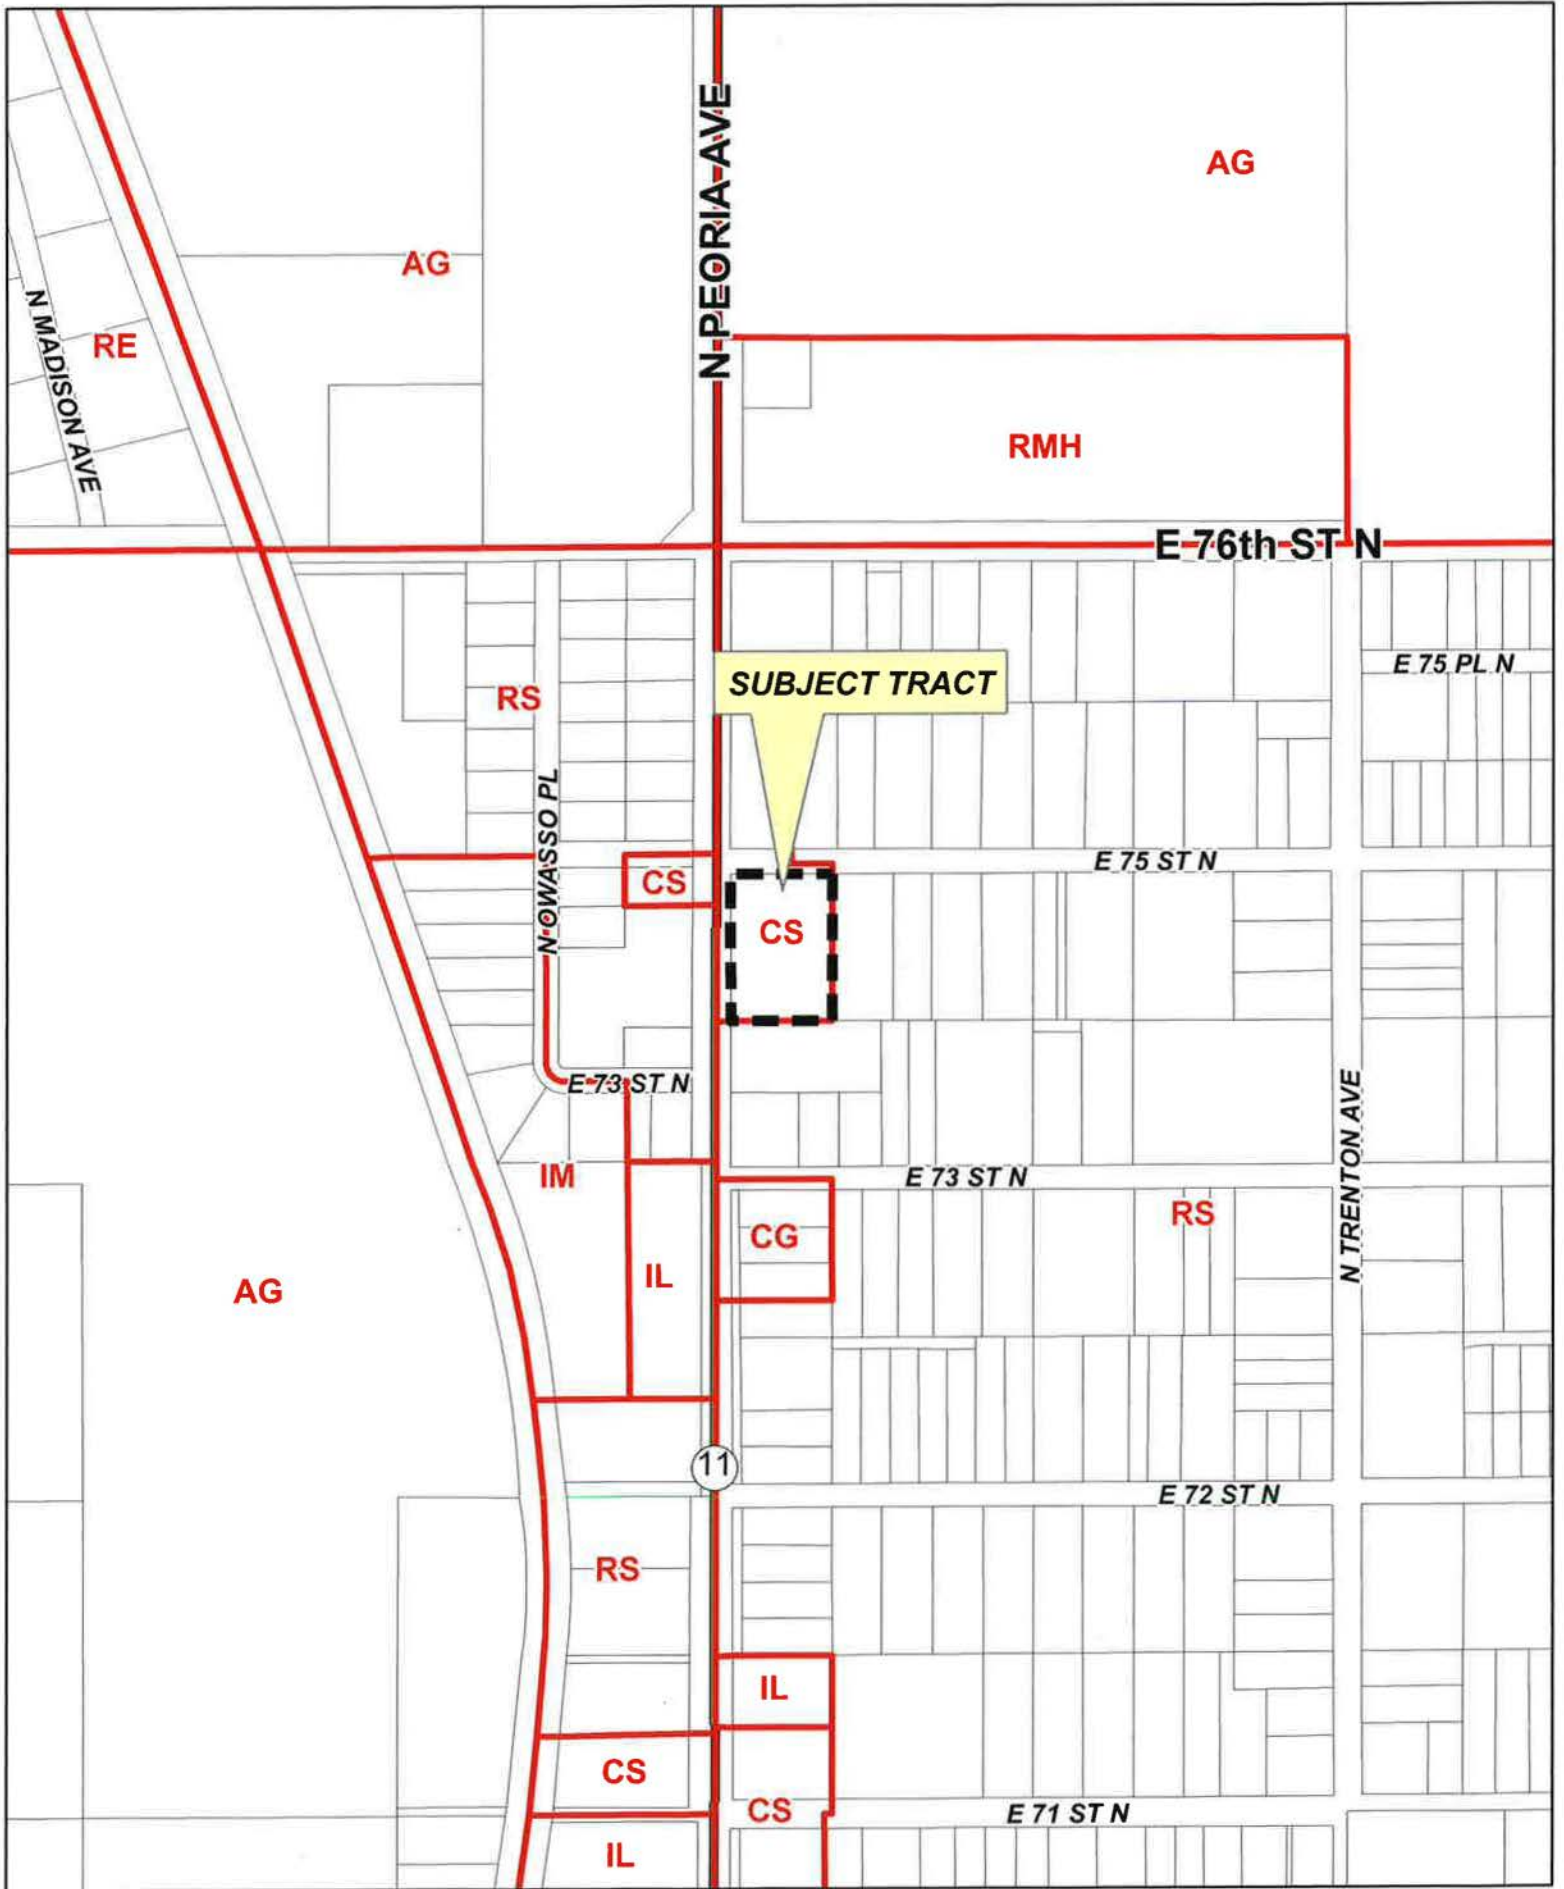 N PEORIA AVE
AG
AG
N MADISON AVE
RE
RMH
E 76th ST N
E 75 PL N
SUBJECT TRACT
RS
N OWASSO PL
E 75 ST N
CS
CS
E 73 ST N
N TRENTON AVE
IM
E 73 ST N
RS
CG
IL
AG
11
E 72 ST N
RS
IL
CS
CS
E 71 ST N
IL